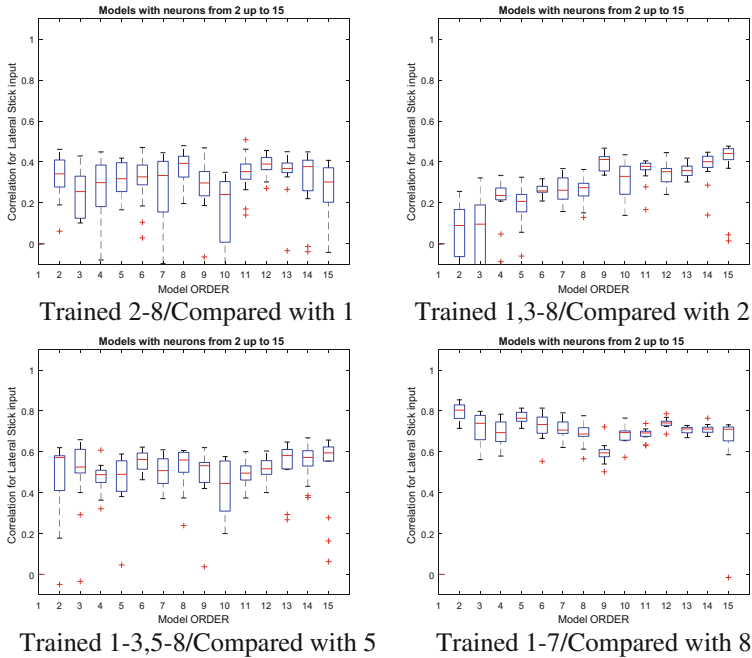 Models with neurons from 2 up to 15
Correlation for Lateral Stick input
1
0.8
0.6
0.4
0.2
0
1 2 3 4 5 6 7 8 9 10 11 12 13 14 15
Model ORDER
Trained 2-8/Compared with 1
Models with neurons from 2 up to 15
Correlation for Lateral Stick input
1
0.8
0.6
0.4
0.2
0
1 2 3 4 5 6 7 8 9 10 11 12 13 14 15
Model ORDER
Trained 1,3-8/Compared with 2
Models with neurons from 2 up to 15
Correlation for Lateral Stick input
1
0.8
0.6
0.4
0.2
0
1 2 3 4 5 6 7 8 9 10 11 12 13 14 15
Model ORDER
Trained 1-3,5-8/Compared with 5
Models with neurons from 2 up to 15
Correlation for Lateral Stick input
1
0.8
0.6
0.4
0.2
0
1 2 3 4 5 6 7 8 9 10 11 12 13 14 15
Model ORDER
Trained 1-7/Compared with 8